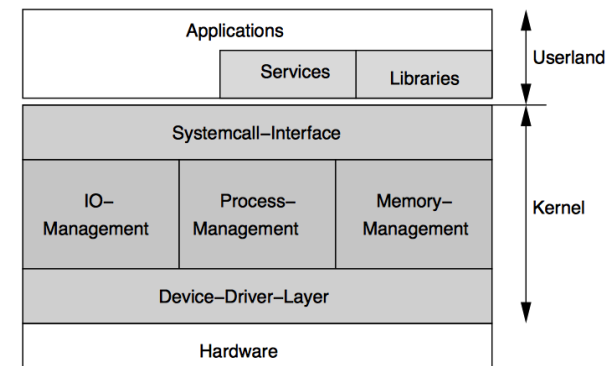 Applications
Services
Libraries
Userland
Systemcall–Interface
IO–
Management
Process–
Management
Memory–
Management
Kernel
Device–Driver–Layer
Hardware